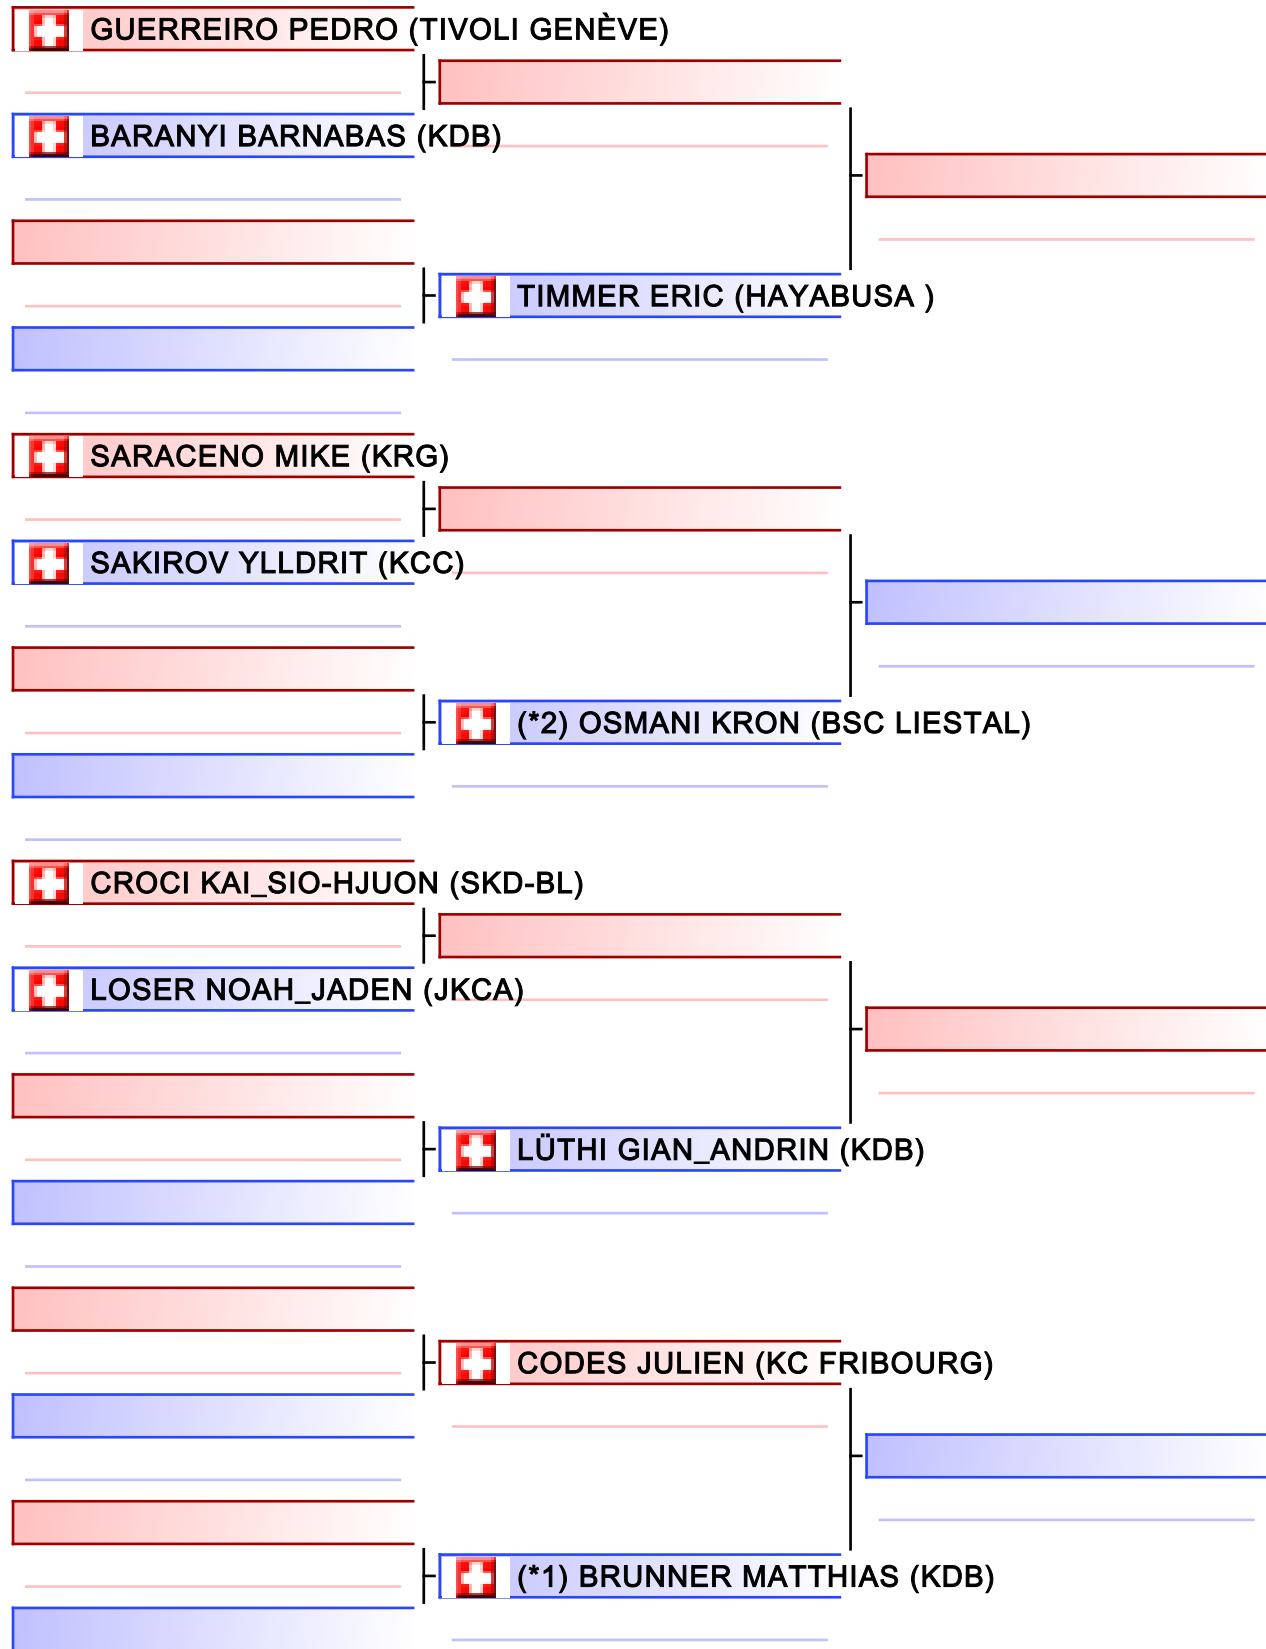 GUERREIRO PEDRO (TIVOLI GENÈVE)
BARANYI BARNABAS (KDB)
TIMMER ERIC (HAYABUSA )
SARACENO MIKE (KRG)
SAKIROV YLLDRIT (KCC)
(*2) OSMANI KRON (BSC LIESTAL)
CROCI KAI_SIO-HJUON (SKD-BL)
LOSER NOAH_JADEN (JKCA)
LÜTHI GIAN_ANDRIN (KDB)
CODES JULIEN (KC FRIBOURG)
(*1) BRUNNER MATTHIAS (KDB)